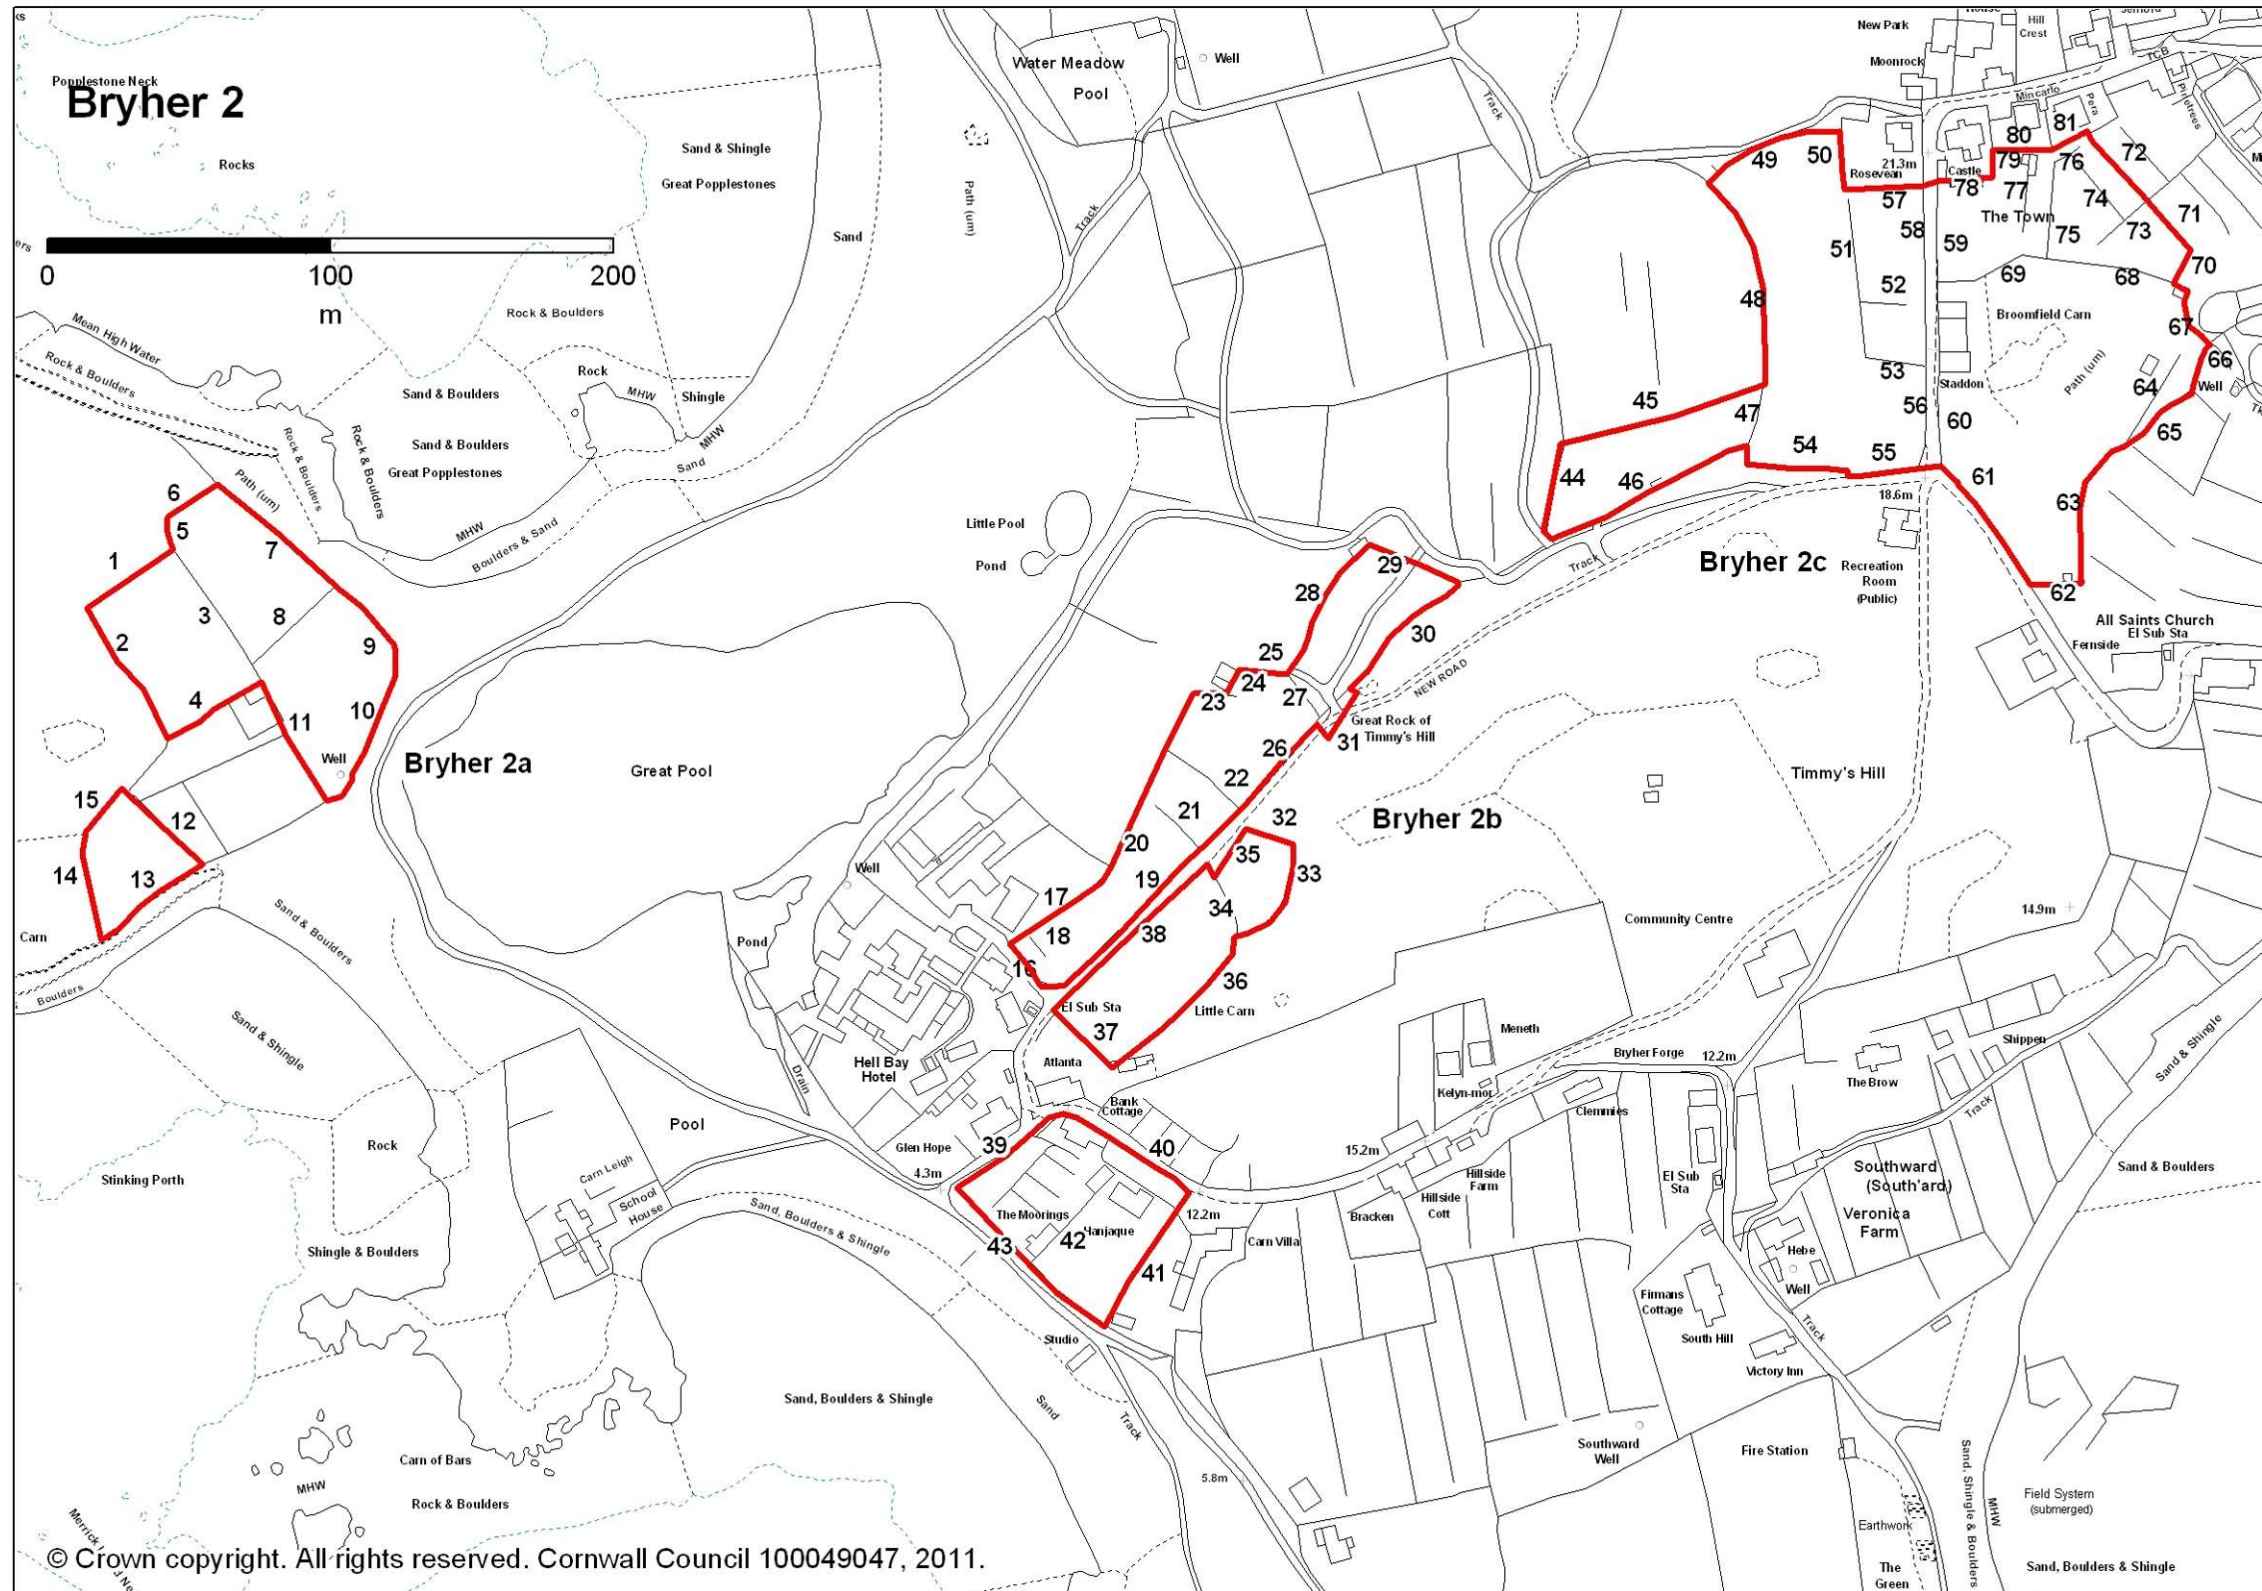 Bryher 2
Popplestone Neck
Rocks
0
100
200
m
Sand & Shingle
Great Popplestones
Sand
Path (um)
Water Meadow
Pool
Well
Track
Track
New Park
Moonrock
Hill
Crest
TCB
Mincarlo
Pera
Pinetrees
Mean High Water
Rock & Boulders
Rock & Boulders
Rock & Boulders
Rock & Boulders
Sand & Boulders
Sand & Boulders
Great Popplestones
Rock
MHW
Shingle
MHW
Sand
MHW
Boulders & Sand
Path (um)
Little Pool
Pond
49
50
Rosevean
21.3m
Castle
80
81
79
78
77
76
72
57
74
The Town
71
58
51
59
75
73
52
69
68
70
48
Broomfield Carn
67
66
Path (um)
53
Staddon
64
Well
45
47
56
60
65
54
55
44
46
61
18.6m
63
Track
Bryher 2c
Recreation
Room
(Public)
62
All Saints Church
El Sub Sta
Fernside
6
5
1
7
3
8
2
9
4
10
11
Well
Bryher 2a
15
12
14
13
Carn
Boulders
Great Pool
29
28
30
25
24
27
23
NEW ROAD
Great Rock of
Timmy's Hill
31
26
22
21
32
20
35
33
19
17
34
18
38
16
36
El Sub Sta
Little Carn
37
Bryher 2b
Timmy's Hill
Community Centre
14.9m
Well
Pond
Sand & Boulders
Sand & Shingle
Hell Bay
Hotel
Drain
Atlanta
Bank
Cottage
Glen Hope
4.3m
39
40
The Moorings
42
43
41
12.2m
Carn Villa
Meneth
Kelyn-mor
Bryher Forge
12.2m
Clemmies
15.2m
Hillside
Farm
Hillside
Cott
Bracken
El Sub
Sta
Shippen
The Brow
Track
Sand & Shingle
Southward
(South'ard)
Veronica
Farm
Sand & Boulders
Hebe
Well
Firmans
Cottage
South Hill
Victory Inn
Track
Pool
Rock
Stinking Porth
Carn Leigh
School
House
Sand, Boulders & Shingle
Shingle & Boulders
Studio
Sand, Boulders & Shingle
Sand
Track
Carn of Bars
Rock & Boulders
MHW
5.8m
Southward
Well
Fire Station
Earthwork
The
Green
Sand, Shingle & Boulders
MHW
Field System
(submerged)
Sand, Boulders & Shingle
© Crown copyright. All rights reserved. Cornwall Council 100049047, 2011.